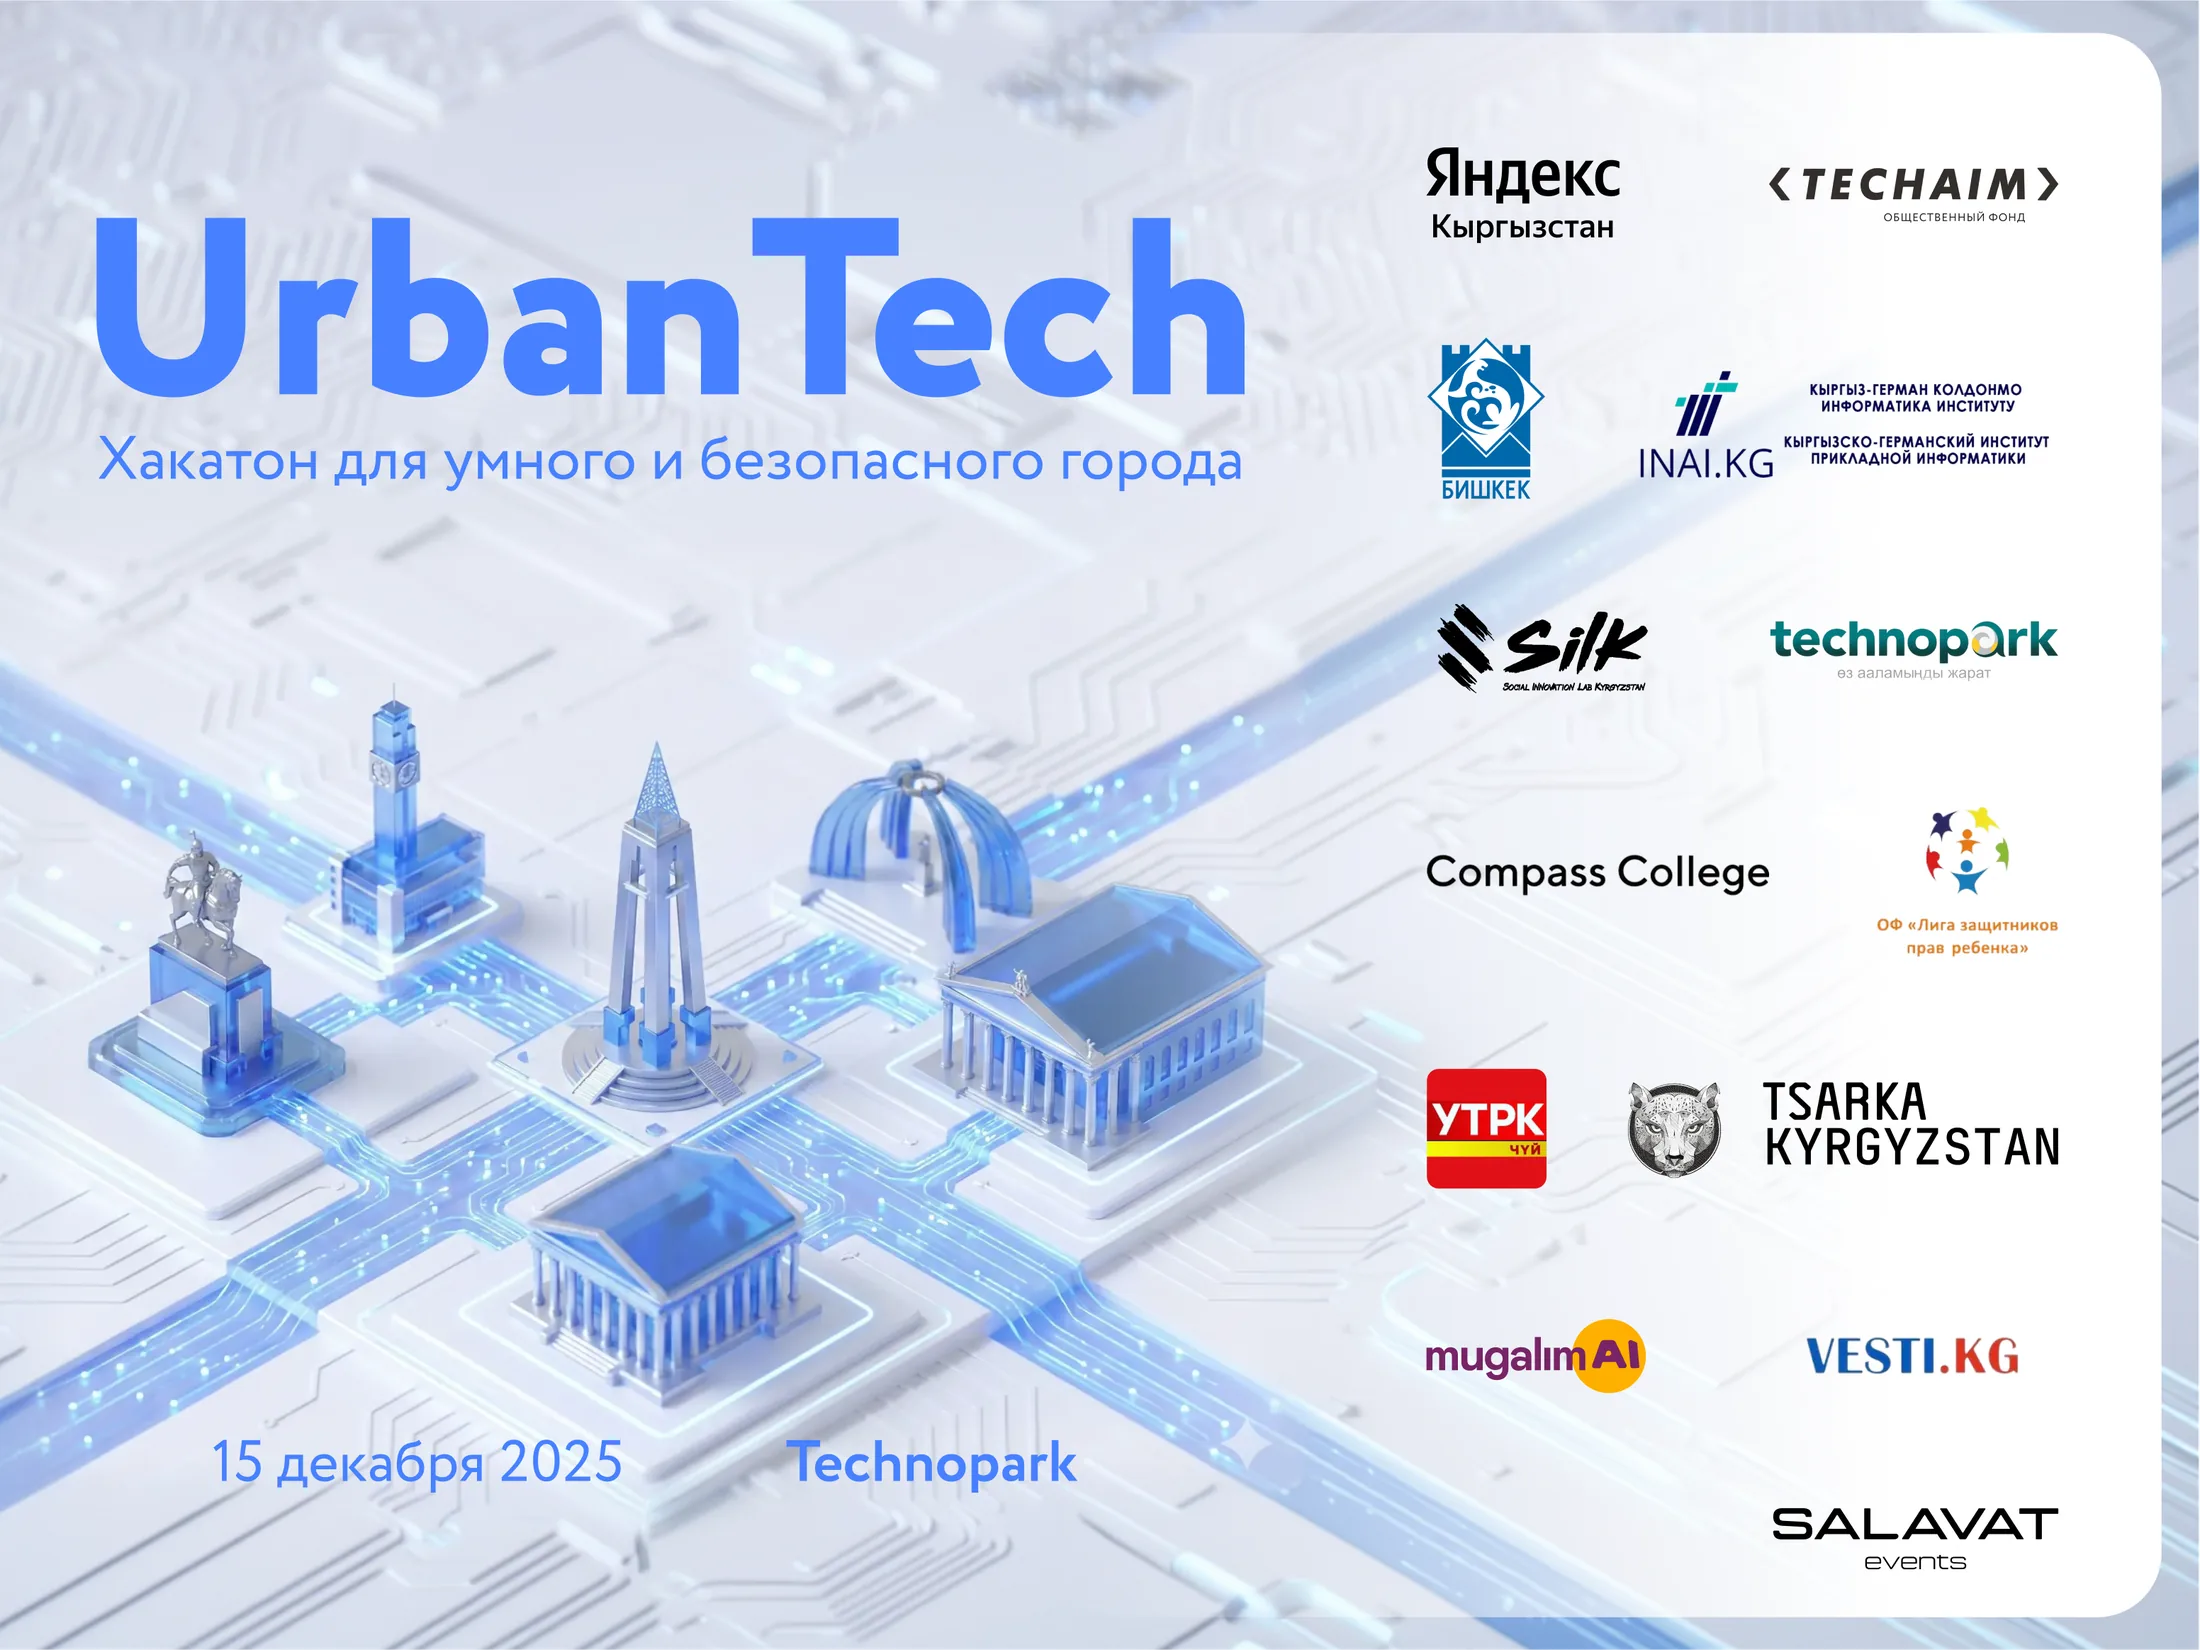 UrbanTech
Хакатон для умного и безопасного города
15 декабря 2025
Technopark
Яндекс
Кыргызстан
TECHAIM
ОБЩЕСТВЕННЫЙ ФОНД
БИШКЕК
INAI.KG
КЫРГЫЗ-ГЕРМАН КОЛДОНМО
ИНФОРМАТИКА ИНСТИТУТУ
КЫРГЫЗСКО-ГЕРМАНСКИЙ ИНСТИТУТ
ПРИКЛАДНОЙ ИНФОРМАТИКИ
Silk
Social Innovation Lab Kyrgyzstan
technopark
өз ааламыңды жарат
Compass College
ОФ «Лига защитников
прав ребенка»
УТРК
ЧҮЙ
TSARKA
KYRGYZSTAN
mugalim AI
VESTI.KG
SALAVAT
events